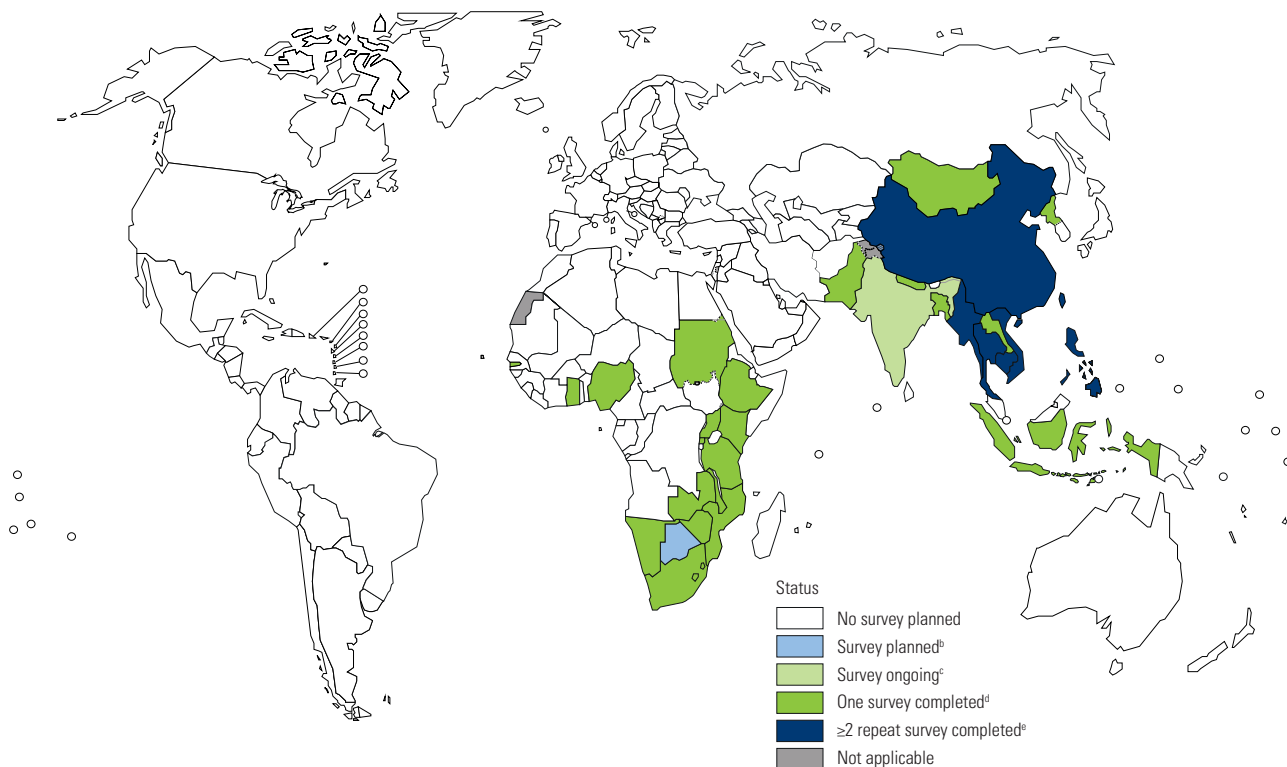 Status
No survey planned
Survey plannedᵇ
Survey ongoingᶜ
One survey completedᵈ
≥2 repeat survey completedᵉ
Not applicable